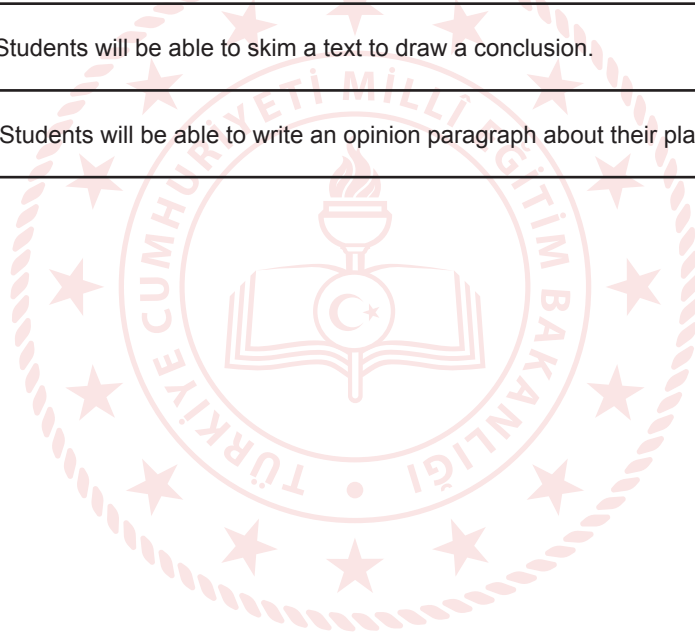 Students will be able to skim a text to draw a conclusion.
Students will be able to write an opinion paragraph about their
TÜRKİYE CUMHURİYETİ MİLLÎ EĞİTİM BAKANLIĞI